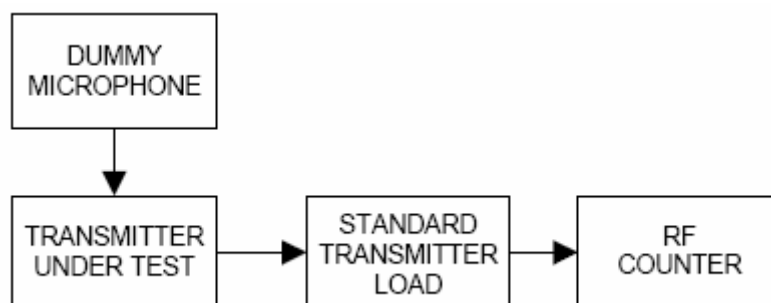 DUMMY
MICROPHONE
TRANSMITTER
UNDER TEST
STANDARD
TRANSMITTER
LOAD
RF
COUNTER